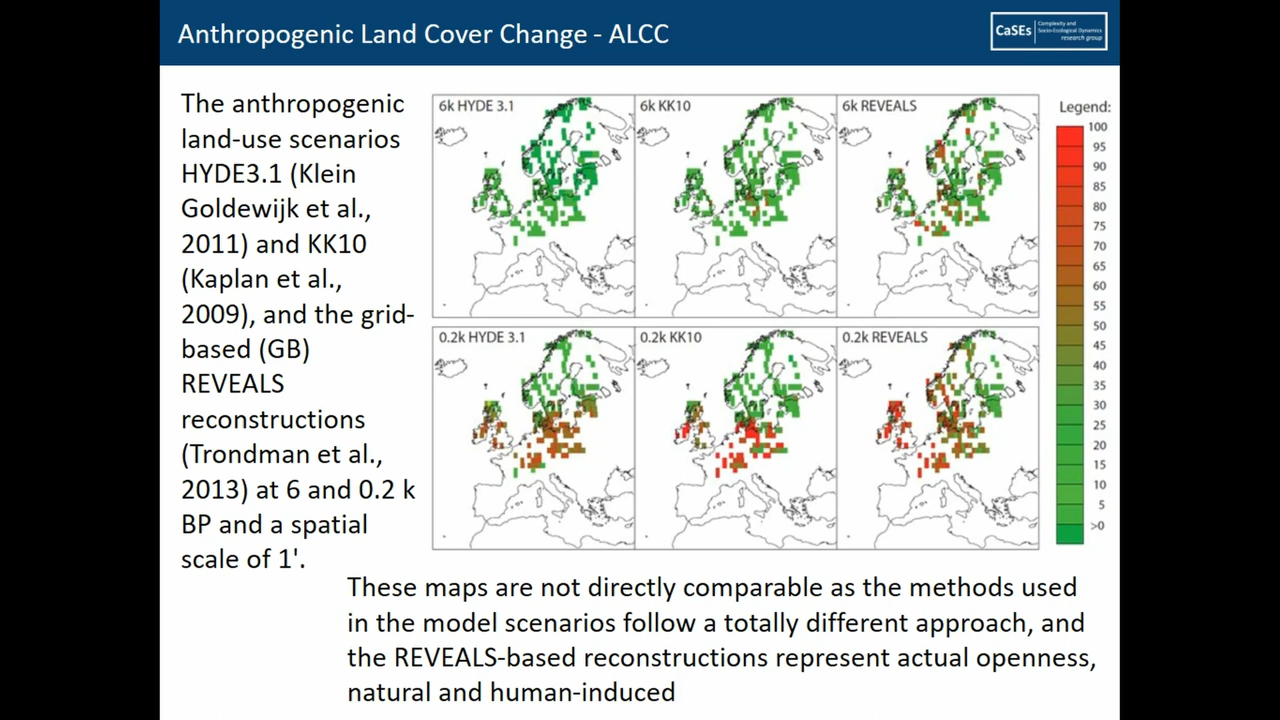 Anthropogenic Land Cover Change - ALCC
CaSEs
Complexity and
Socio-Ecological Dynamics
research group
The anthropogenic
land-use scenarios
HYDE3.1 (Klein
Goldewijk et al.,
2011) and KK10
(Kaplan et al.,
2009), and the grid-
based (GB)
REVEALS
reconstructions
(Trondman et al.,
2013) at 6 and 0.2 k
BP and a spatial
scale of 1'.
6k HYDE 3.1
6k KK10
6k REVEALS
0.2k HYDE 3.1
0.2k KK10
0.2k REVEALS
Legend:
100
95
90
85
80
75
70
65
60
55
50
45
40
35
30
25
20
15
10
5
>0
These maps are not directly comparable as the methods used
in the model scenarios follow a totally different approach, and
the REVEALS-based reconstructions represent actual openness,
natural and human-induced